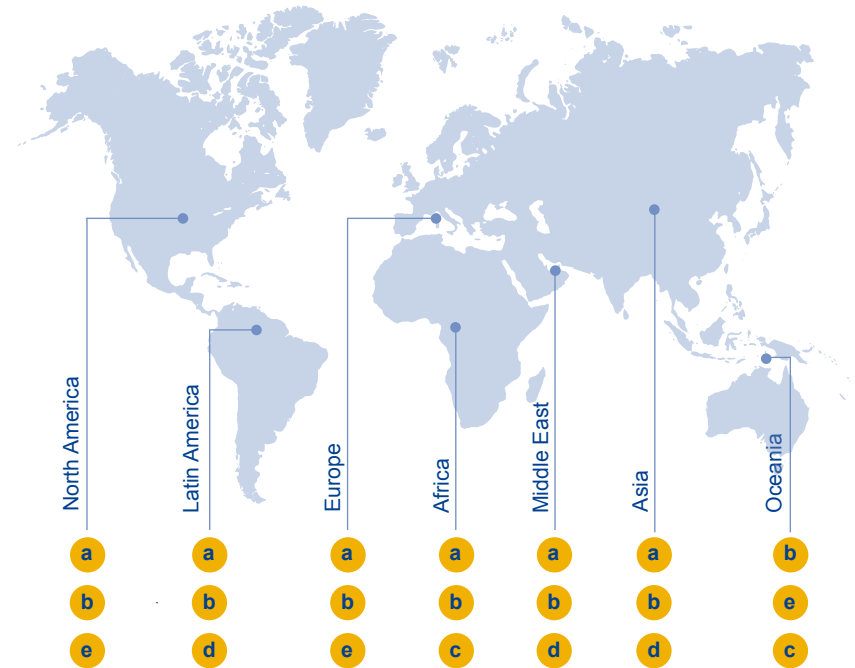 North America
Latin America
Europe
Africa
Middle East
Asia
Oceania
a a a a a a b
b b b b b b e
e d e c d d c